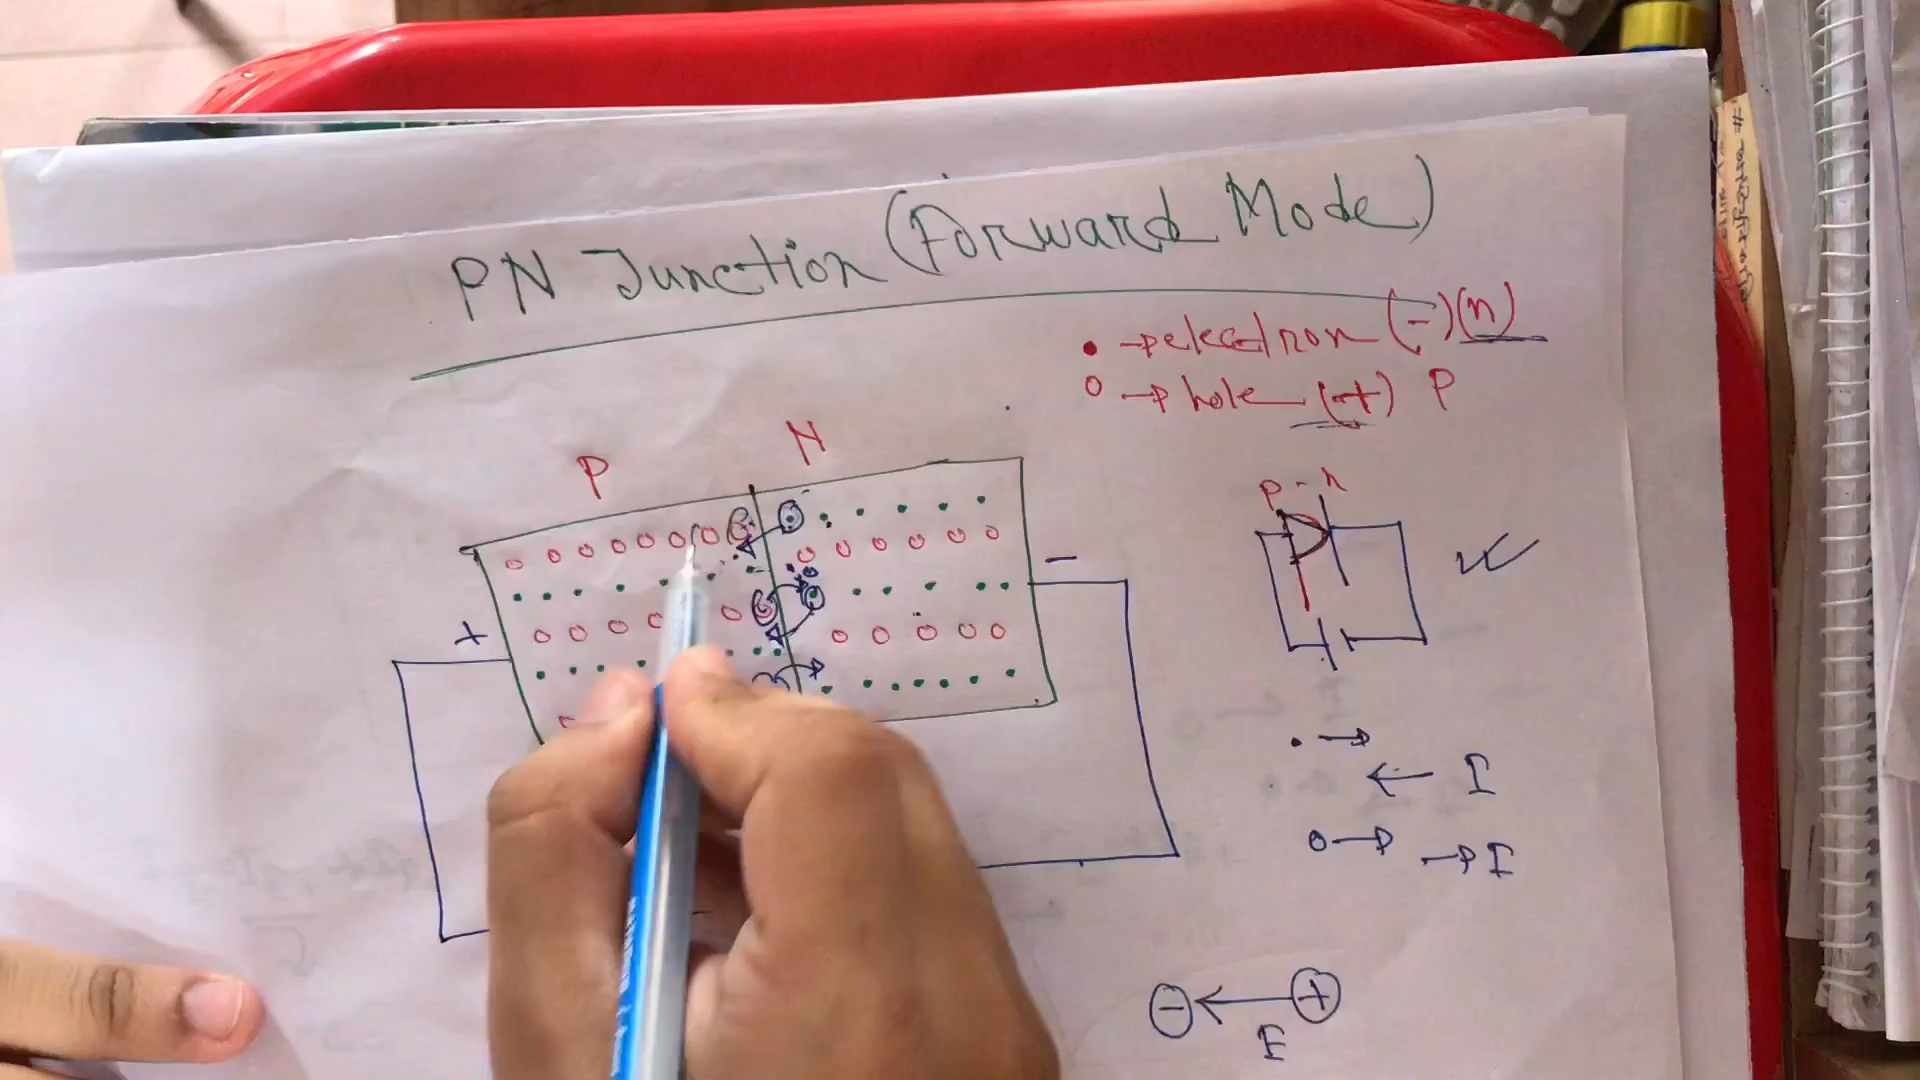 PN Junction (Forward Mode)
• → electron (-) (n)
o → hole (+) P
P N
p - n
+
-
I
→ I
- +
E